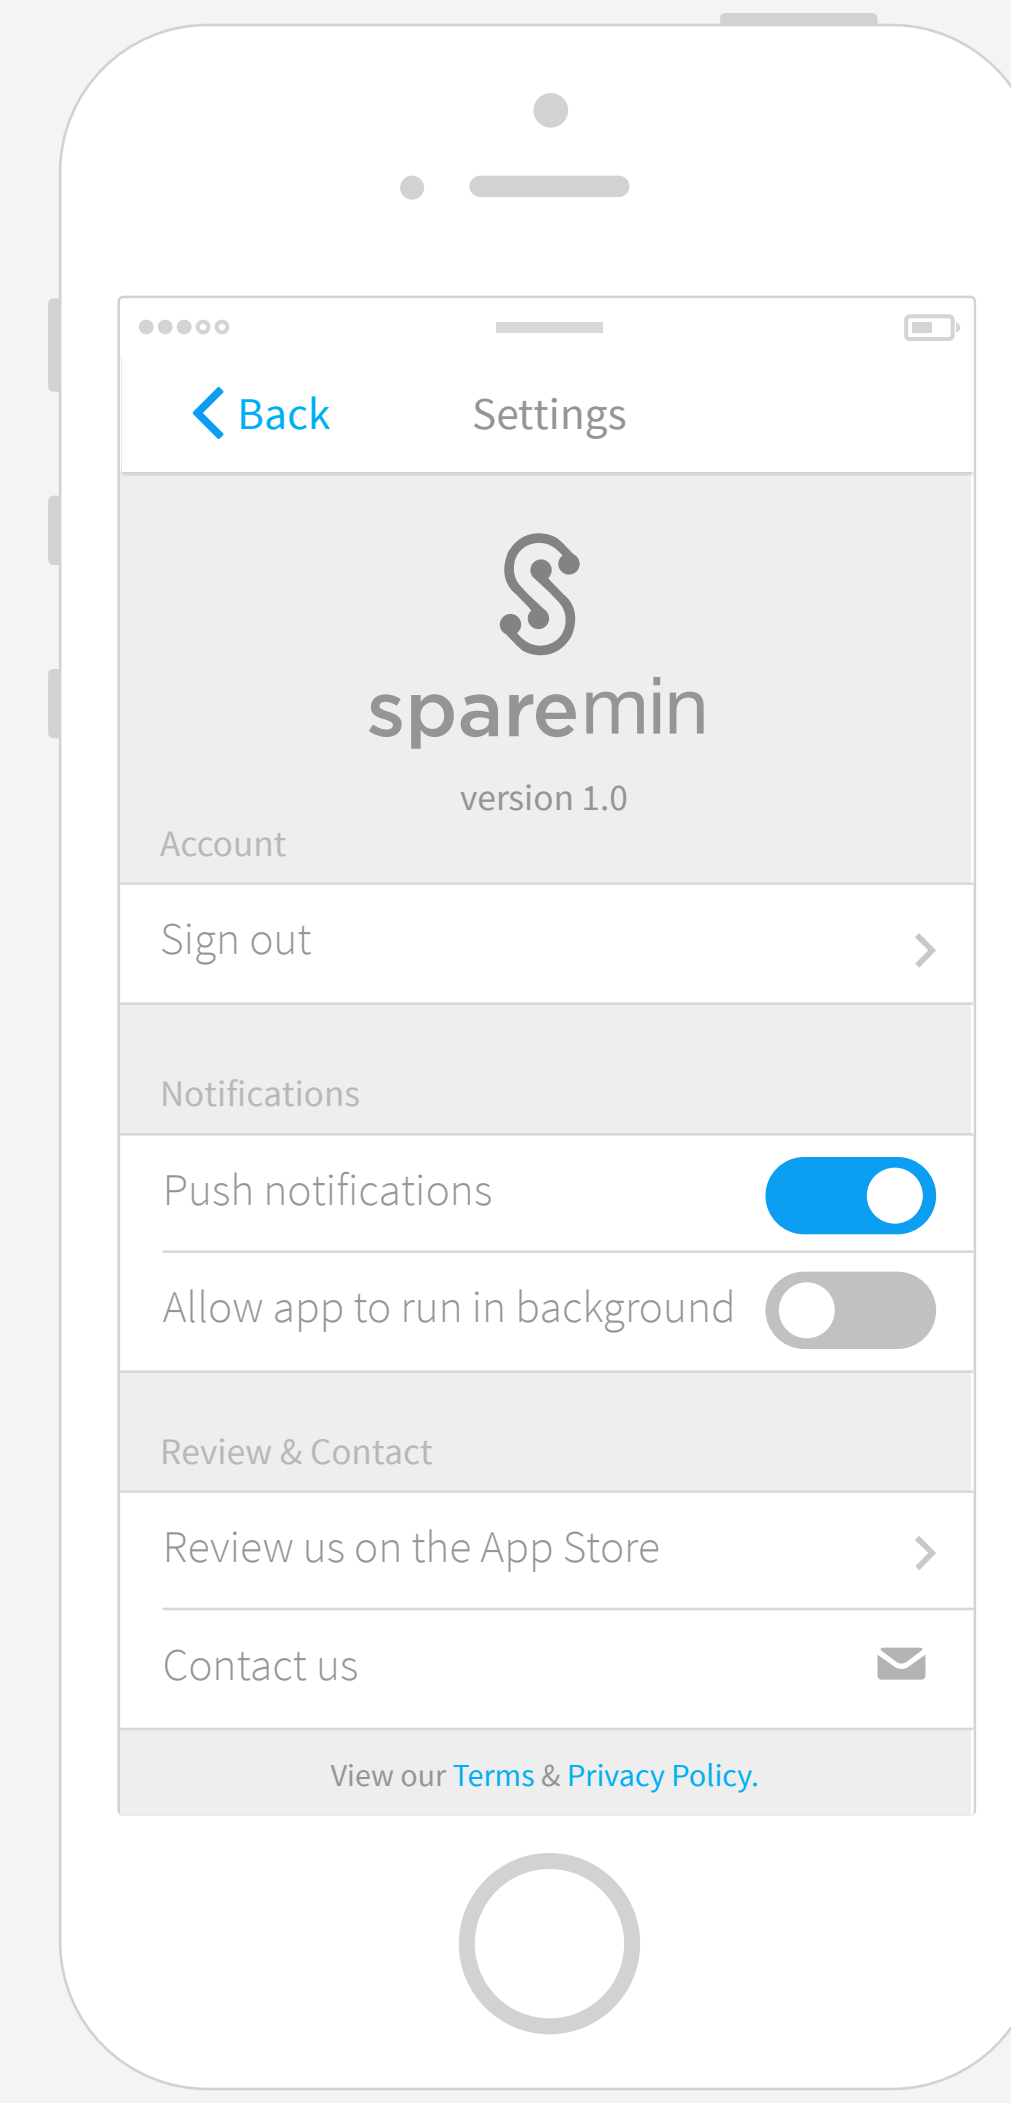 Back
Settings
sparemin
version 1.0
Account
Sign out
Notifications
Push notifications
Allow app to run in background
Review & Contact
Review us on the App Store
Contact us
View our Terms & Privacy Policy.